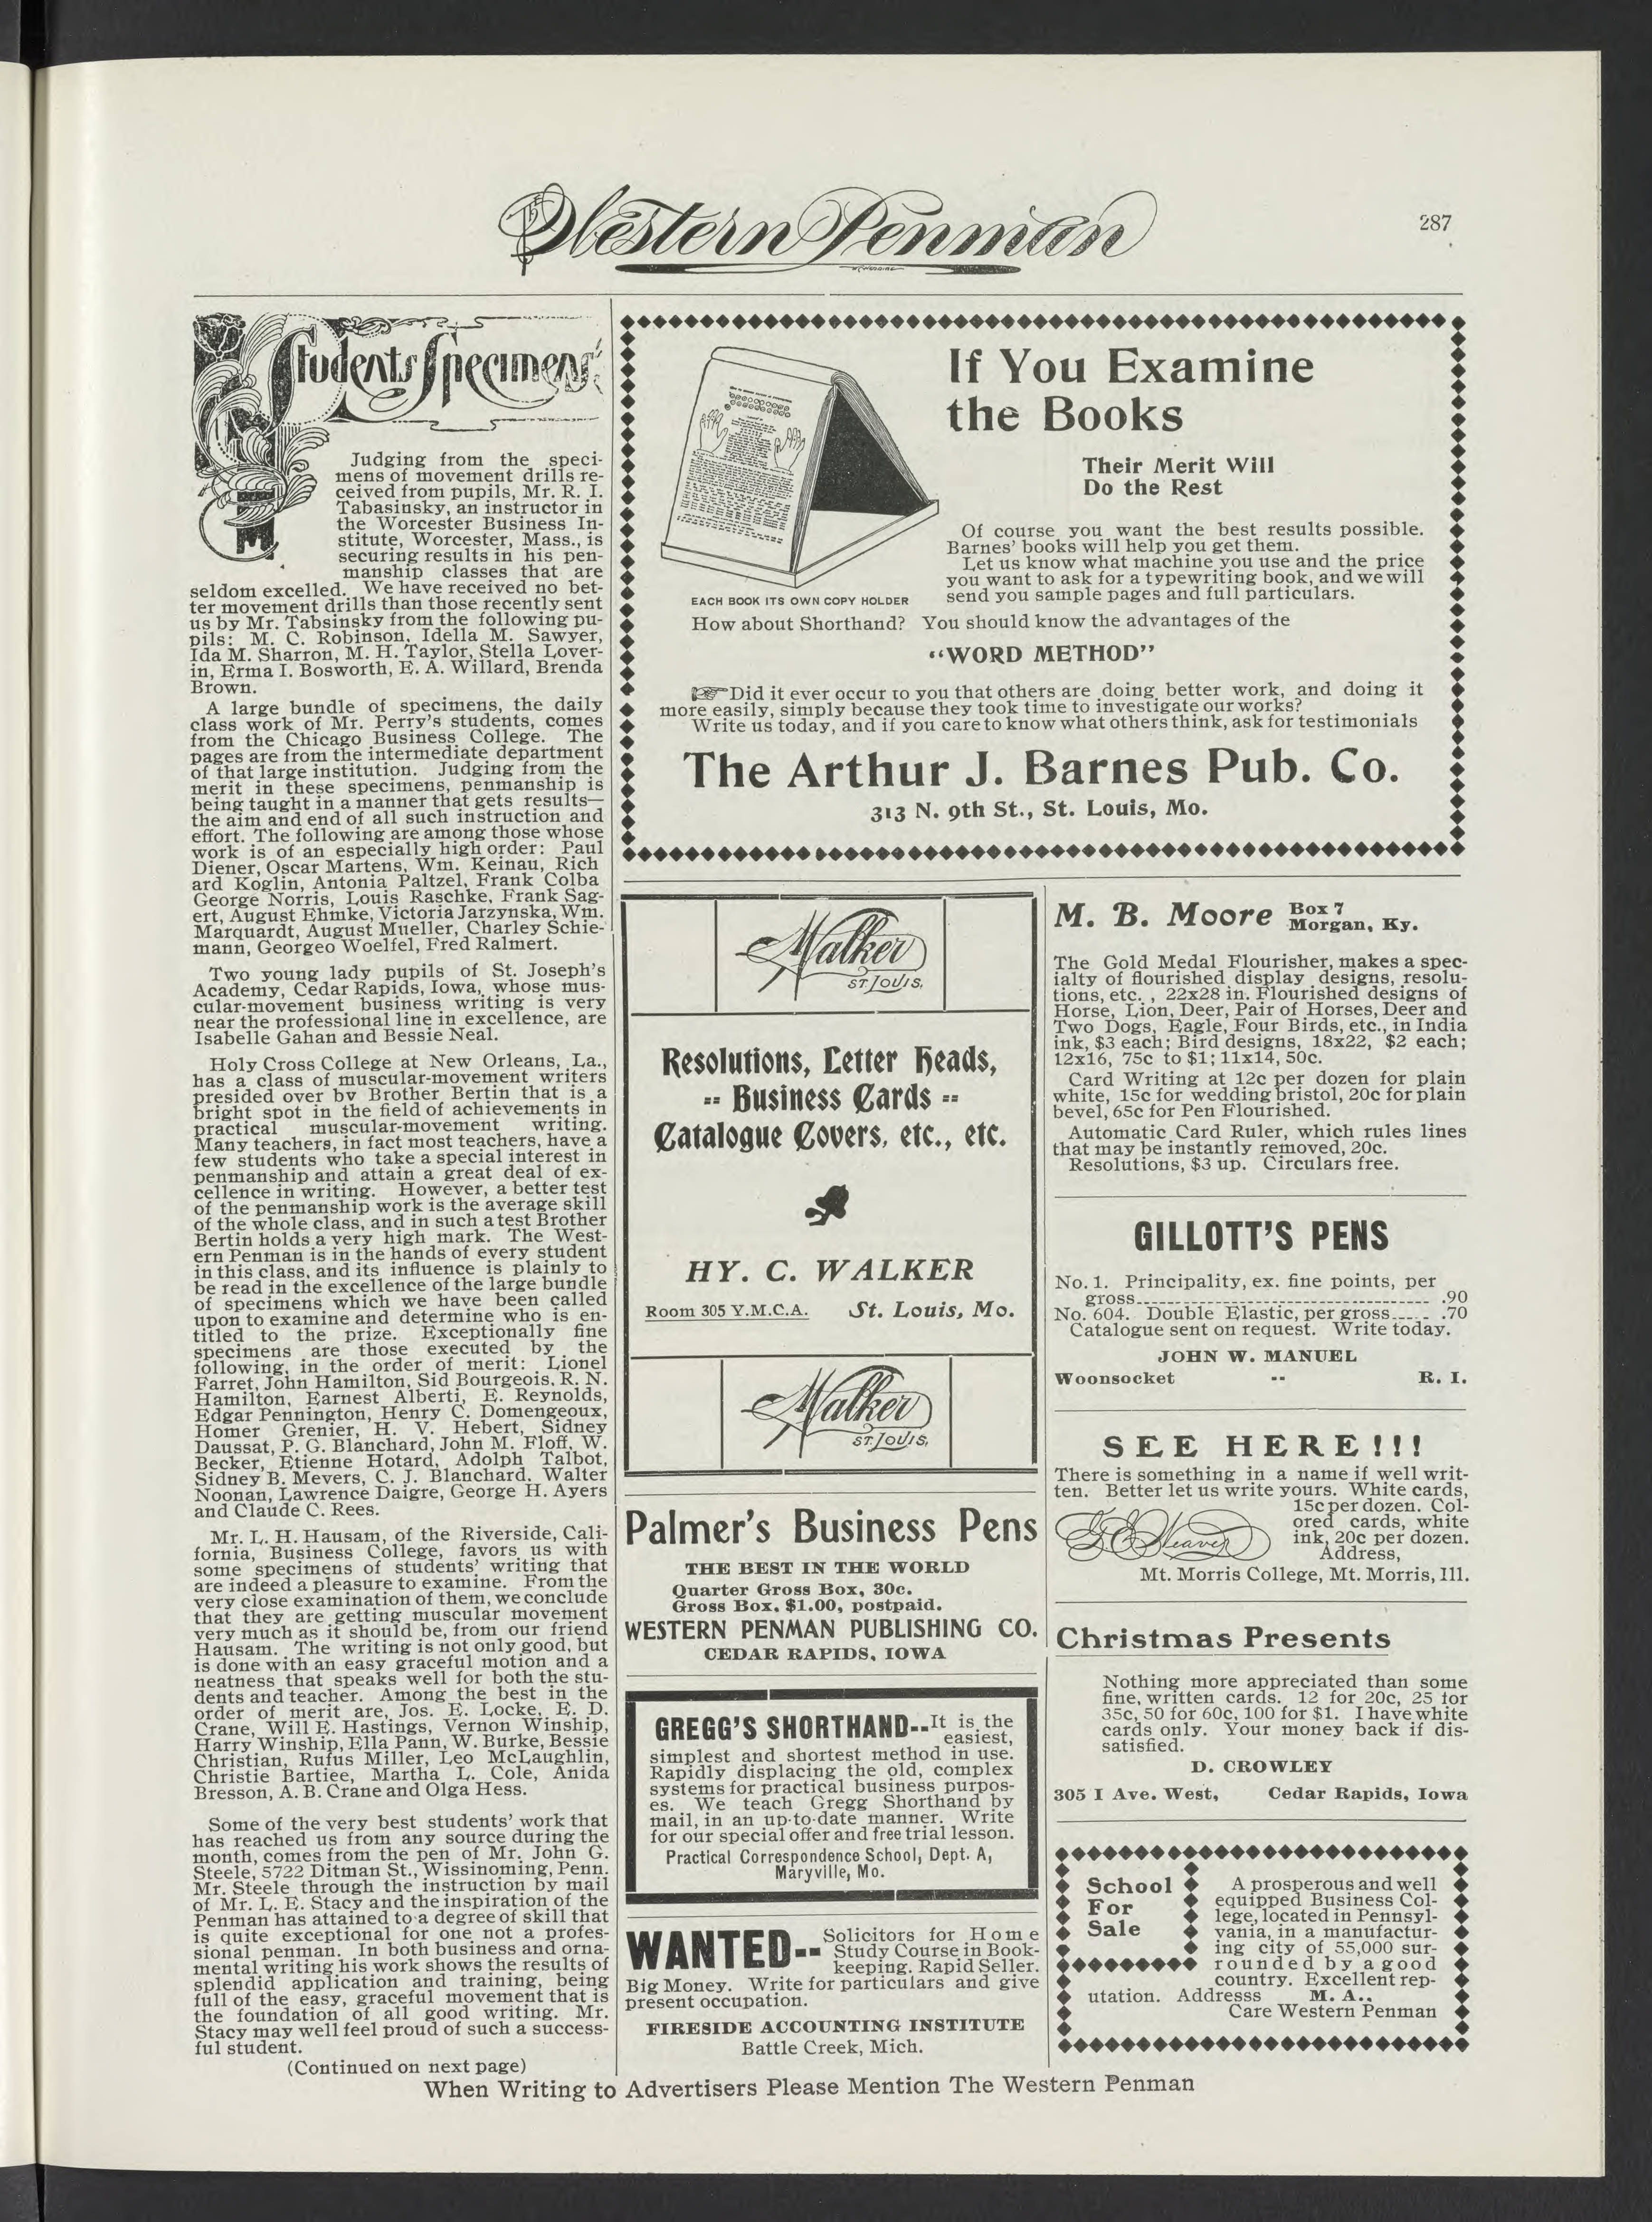 The Western Penman
287
Students' Specimens
Judging from the speci-
mens of movement drills re-
ceived from pupils, Mr. R. I.
Tabasinsky, an instructor in
the Worcester Business In-
stitute, Worcester, Mass., is
securing results in his pen-
manship classes that are
seldom excelled. We have received no bet-
ter movement drills than those recently sent
us by Mr. Tabsinsky from the following pu-
pils: M. C. Robinson, Idella M. Sawyer,
Ida M. Sharron, M. H. Taylor, Stella Lover-
in, Erma I. Bosworth, E. A. Willard, Brenda
Brown.
A large bundle of specimens, the daily
class work of Mr. Perry's students, comes
from the Chicago Business College. The
pages are from the intermediate department
of that large institution. Judging from the
merit in these specimens, penmanship is
being taught in a manner that gets results—
the aim and end of all such instruction and
effort. The following are among those whose
work is of an especially high order: Paul
Diener, Oscar Martens, Wm. Keinau, Rich
ard Koglin, Antonia Paltzel, Frank Colba
George Norris, Louis Raschke, Frank Sag-
ert, August Ehmke, Victoria Jarzynska, Wm.
Marquardt, August Mueller, Charley Schie-
mann, Georgeo Woelfel, Fred Ralmert.
Two young lady pupils of St. Joseph's
Academy, Cedar Rapids, Iowa, whose mus-
cular-movement business writing is very
near the professional line in excellence, are
Isabelle Gahan and Bessie Neal.
Holy Cross College at New Orleans, La.,
has a class of muscular-movement writers
presided over bv Brother Bertin that is a
bright spot in the field of achievements in
practical muscular-movement writing.
Many teachers, in fact most teachers, have a
few students who take a special interest in
penmanship and attain a great deal of ex-
cellence in writing. However, a better test
of the penmanship work is the average skill
of the whole class, and in such a test Brother
Bertin holds a very high mark. The West-
ern Penman is in the hands of every student
in this class, and its influence is plainly to
be read in the excellence of the large bundle
of specimens which we have been called
upon to examine and determine who is en-
titled to the prize. Exceptionally fine
specimens are those executed by the
following, in the order of merit: Lionel
Farret, John Hamilton, Sid Bourgeois, R. N.
Hamilton, Earnest Alberti, E. Reynolds,
Edgar Pennington, Henry C. Domengeoux,
Homer Grenier, H. V. Hebert, Sidney
Daussat, P. G. Blanchard, John M. Floff, W.
Becker, Etienne Hotard, Adolph Talbot,
Sidney B. Mevers, C. J. Blanchard, Walter
Noonan, Lawrence Daigre, George H. Ayers
and Claude C. Rees.
Mr. L. H. Hausam, of the Riverside, Cali-
fornia, Business College, favors us with
some specimens of students' writing that
are indeed a pleasure to examine. From the
very close examination of them, we conclude
that they are getting muscular movement
very much as it should be, from our friend
Hausam. The writing is not only good, but
is done with an easy graceful motion and a
neatness that speaks well for both the stu-
dents and teacher. Among the best in the
order of merit are, Jos. E. Locke, E. D.
Crane, Will E. Hastings, Vernon Winship,
Harry Winship, Ella Pann, W. Burke, Bessie
Christian, Rufus Miller, Leo McLaughlin,
Christie Bartiee, Martha L. Cole, Anida
Bresson, A. B. Crane and Olga Hess.
Some of the very best students' work that
has reached us from any source during the
month, comes from the pen of Mr. John G.
Steele, 5722 Ditman St., Wissinoming, Penn.
Mr. Steele through the instruction by mail
of Mr. L. E. Stacy and the inspiration of the
Penman has attained to a degree of skill that
is quite exceptional for one not a profes-
sional penman. In both business and orna-
mental writing his work shows the results of
splendid application and training, being
full of the easy, graceful movement that is
the foundation of all good writing. Mr.
Stacy may well feel proud of such a success-
ful student.
(Continued on next page)
If You Examine
the Books
Their Merit Will
Do the Rest
Of course you want the best results possible.
Barnes' books will help you get them.
Let us know what machine you use and the price
you want to ask for a typewriting book, and we will
send you sample pages and full particulars.
EACH BOOK ITS OWN COPY HOLDER
How about Shorthand? You should know the advantages of the
"WORD METHOD"
☞Did it ever occur to you that others are doing better work, and doing it
more easily, simply because they took time to investigate our works?
Write us today, and if you care to know what others think, ask for testimonials
The Arthur J. Barnes Pub. Co.
313 N. 9th St., St. Louis, Mo.
Walker
ST. LOUIS,
Resolutions, Letter Heads,
-- Business Cards --
Catalogue Covers, etc., etc.
HY. C. WALKER
Room 305 Y.M.C.A. St. Louis, Mo.
Walker
ST. LOUIS,
Palmer's Business Pens
THE BEST IN THE WORLD
Quarter Gross Box, 30c.
Gross Box, $1.00, postpaid.
WESTERN PENMAN PUBLISHING CO.
CEDAR RAPIDS, IOWA
GREGG'S SHORTHAND--It is the
easiest,
simplest and shortest method in use.
Rapidly displacing the old, complex
systems for practical business purpos-
es. We teach Gregg Shorthand by
mail, in an up-to-date manner. Write
for our special offer and free trial lesson.
Practical Correspondence School, Dept. A,
Maryville, Mo.
WANTED-- Solicitors for Home
Study Course in Book-
keeping. Rapid Seller.
Big Money. Write for particulars and give
present occupation.
FIRESIDE ACCOUNTING INSTITUTE
Battle Creek, Mich.
M. B. Moore Box 7
Morgan, Ky.
The Gold Medal Flourisher, makes a spec-
ialty of flourished display designs, resolu-
tions, etc. , 22x28 in. Flourished designs of
Horse, Lion, Deer, Pair of Horses, Deer and
Two Dogs, Eagle, Four Birds, etc., in India
ink, $3 each; Bird designs, 18x22, $2 each;
12x16, 75c to $1; 11x14, 50c.
Card Writing at 12c per dozen for plain
white, 15c for wedding bristol, 20c for plain
bevel, 65c for Pen Flourished.
Automatic Card Ruler, which rules lines
that may be instantly removed, 20c.
Resolutions, $3 up. Circulars free.
GILLOTT'S PENS
No. 1. Principality, ex. fine points, per
gross .90
No. 604. Double Elastic, per gross .70
Catalogue sent on request. Write today.
JOHN W. MANUEL
Woonsocket -- R. I.
SEE HERE!!!
There is something in a name if well writ-
ten. Better let us write yours. White cards,
15c per dozen. Col-
ored cards, white
ink, 20c per dozen.
Address,
G E Weaver
Mt. Morris College, Mt. Morris, Ill.
Christmas Presents
Nothing more appreciated than some
fine, written cards. 12 for 20c, 25 for
35c, 50 for 60c, 100 for $1. I have white
cards only. Your money back if dis-
satisfied.
D. CROWLEY
305 I Ave. West, Cedar Rapids, Iowa
School
For
Sale
A prosperous and well
equipped Business Col-
lege, located in Pennsyl-
vania, in a manufactur-
ing city of 55,000 sur-
rounded by a good
country. Excellent rep-
utation. Addresss M. A.,
Care Western Penman
When Writing to Advertisers Please Mention The Western Penman